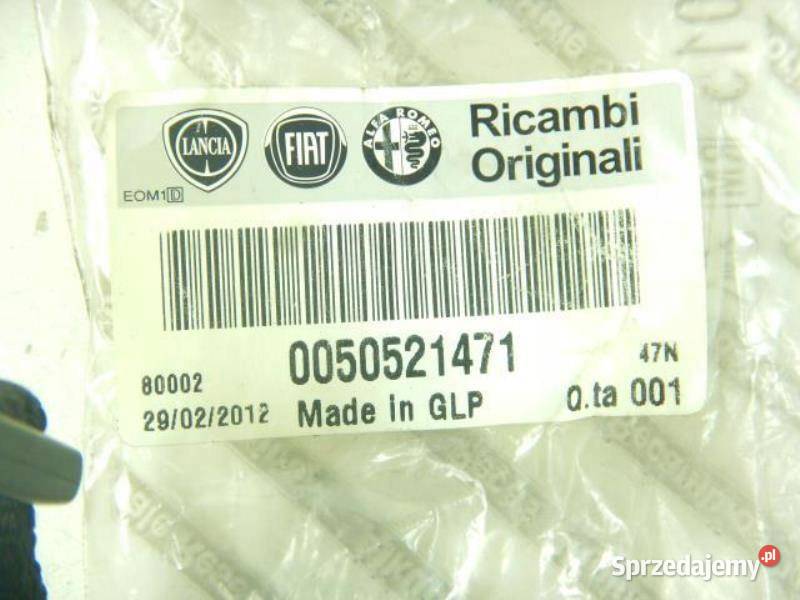 LANCIA
FIAT
ALFA ROMEO
Ricambi
Originali
EOM1D
0050521471
47N
80002
29/02/2012 Made in GLP Q.ta 001
Sprzedajemy.pl